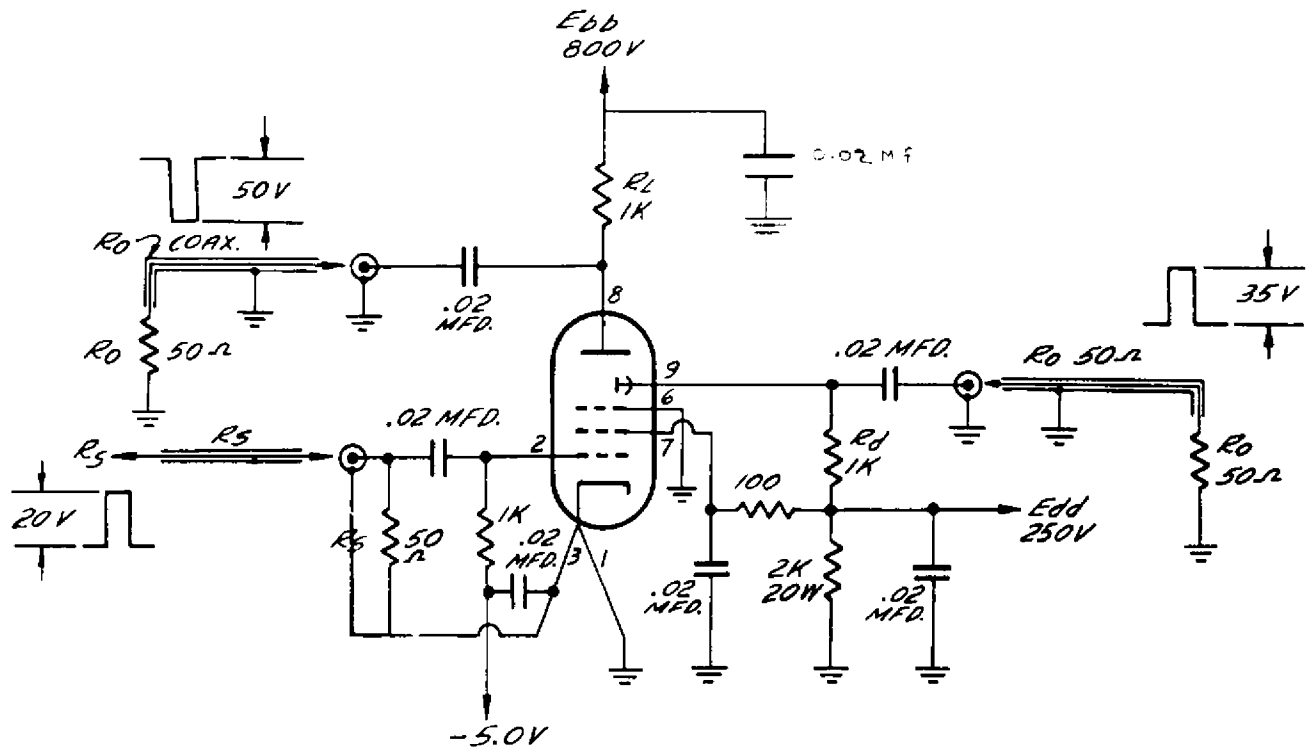 Ebb
800V
0.02 Mf
50V
RL
1K
Ro COAX.
.02
MFD.
8
35V
Ro 50Ω
9
.02 MFD.
Ro 50Ω
6
.02 MFD.
7
Rs
Rs
2
Rd
1K
Ro
50Ω
20V
100
1K
Edd
250V
Rs 50
Ω
.02
MFD.
3 1
.02
MFD.
2K
20W
.02
MFD.
-5.0V